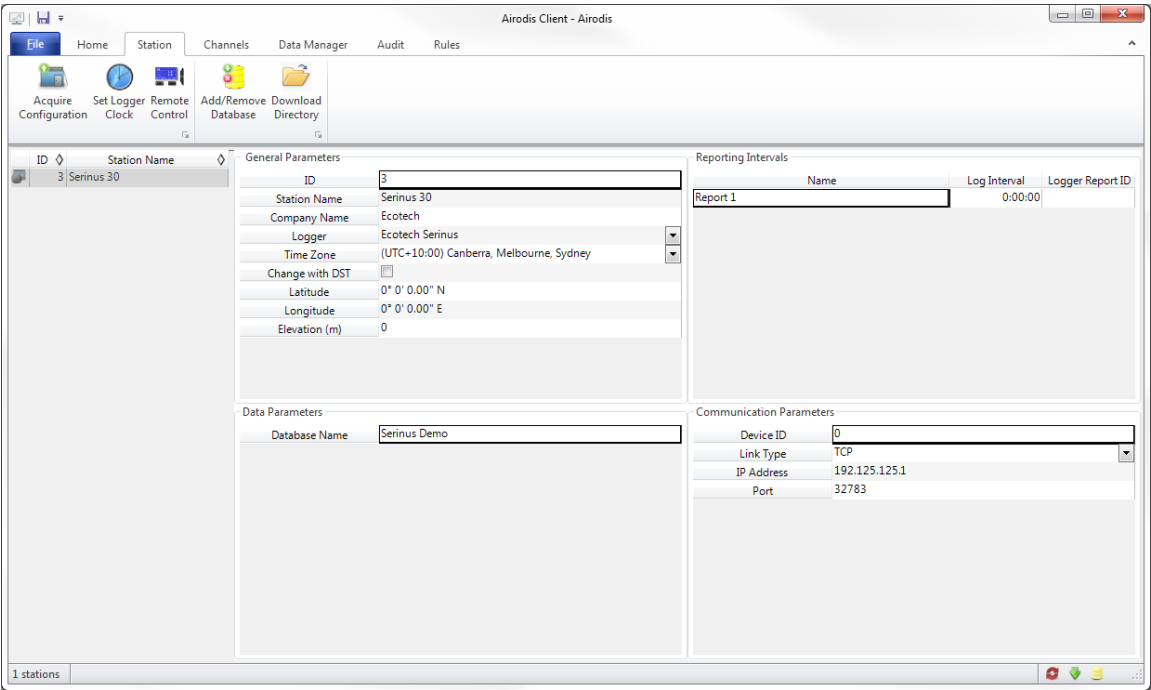 Airodis Client - Airodis
File Home Station Channels Data Manager Audit Rules
Acquire Configuration
Set Logger Clock
Remote Control
Add/Remove Database
Download Directory
ID Station Name
3 Serinus 30
General Parameters
ID 3
Station Name Serinus 30
Company Name Ecotech
Logger Ecotech Serinus
Time Zone (UTC+10:00) Canberra, Melbourne, Sydney
Change with DST
Latitude 0° 0' 0.00" N
Longitude 0° 0' 0.00" E
Elevation (m) 0
Reporting Intervals
Name Log Interval Logger Report ID
Report 1 0:00:00
Data Parameters
Database Name Serinus Demo
Communication Parameters
Device ID 0
Link Type TCP
IP Address 192.125.125.1
Port 32783
1 stations